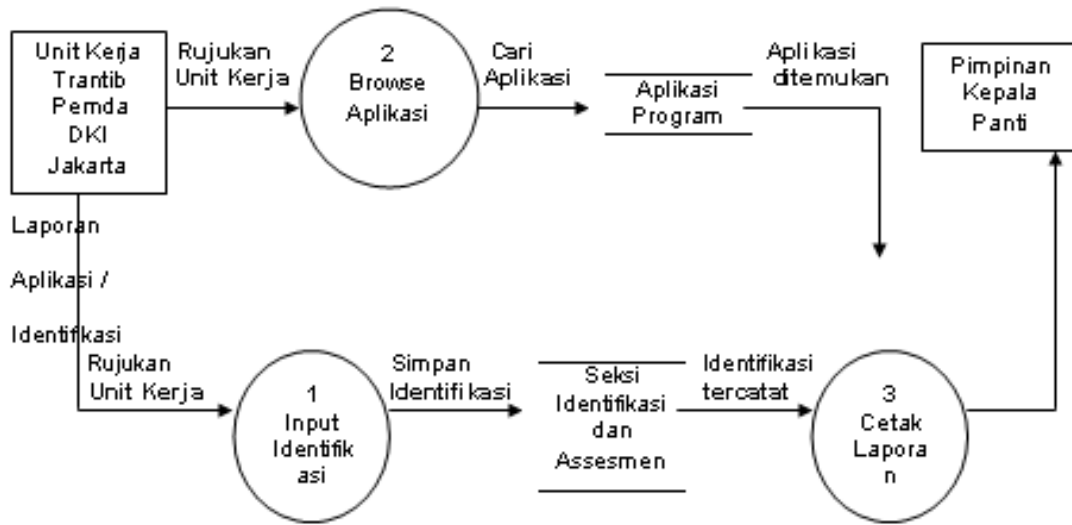 Unit Kerja
Trantib
Pemda
DKI
Jakarta
Rujukan
Unit Kerja
2
Browse
Aplikasi
Cari
Aplikasi
Aplikasi
Program
Aplikasi
ditemukan
Pimpinan
Kepala
Panti
Laporan
Aplikasi /
Identifikasi
Rujukan
Unit Kerja
1
Input
Identifik
asi
Simpan
Identifikasi
Seksi
Identifikasi
dan
Assesmen
Identifikasi
tercatat
3
Cetak
Lapora
n